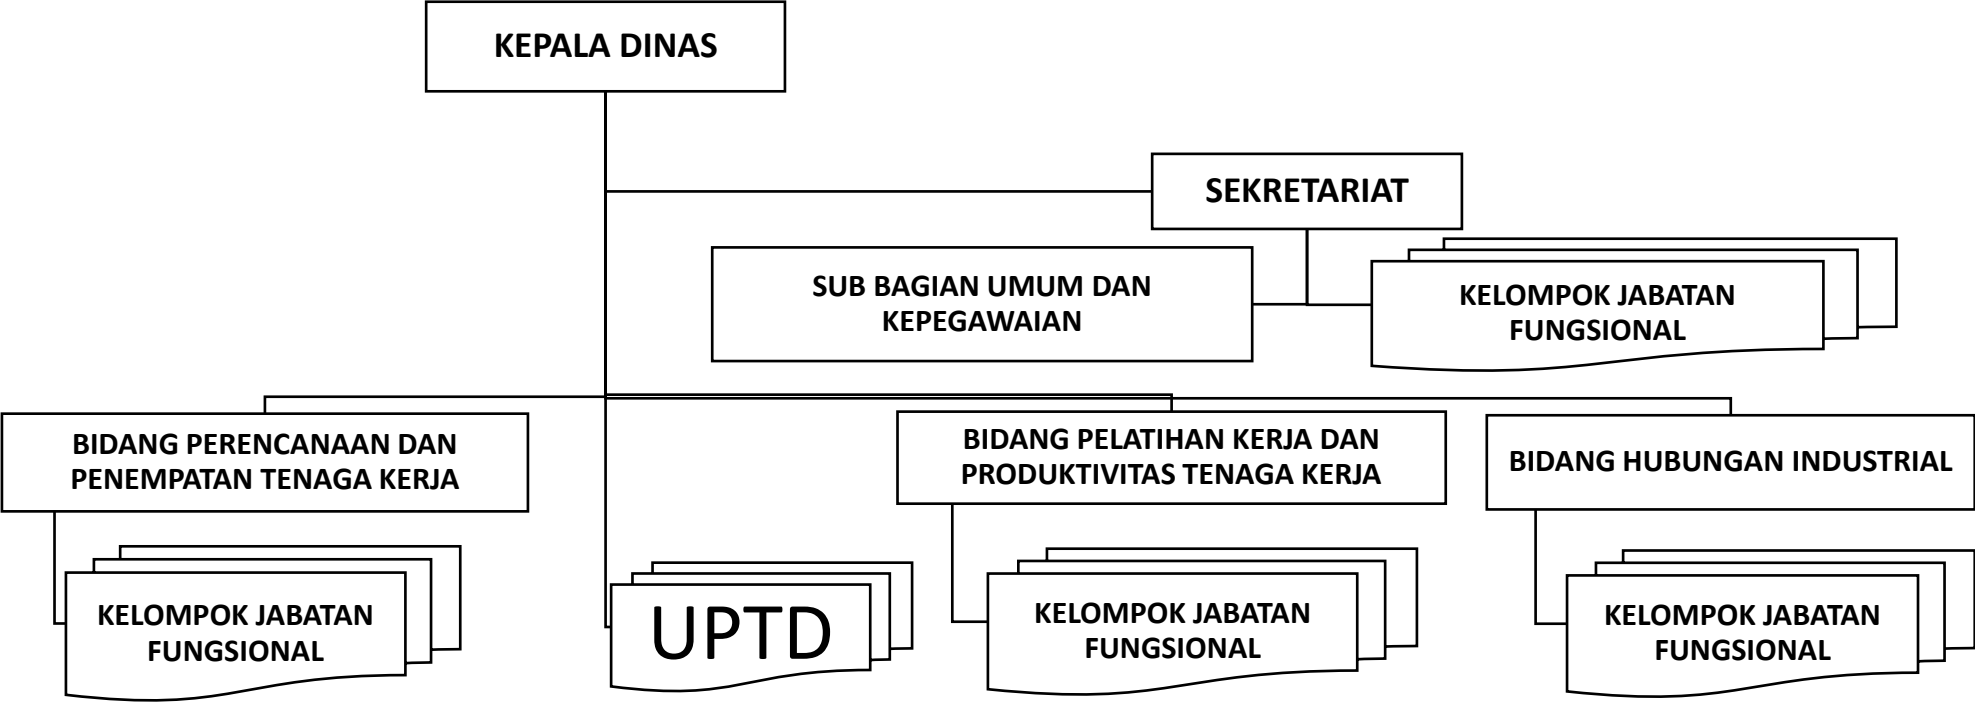 KEPALA DINAS
SEKRETARIAT
SUB BAGIAN UMUM DAN
KEPEGAWAIAN
KELOMPOK JABATAN
FUNGSIONAL
BIDANG PERENCANAAN DAN
PENEMPATAN TENAGA KERJA
BIDANG PELATIHAN KERJA DAN
PRODUKTIVITAS TENAGA KERJA
BIDANG HUBUNGAN INDUSTRIAL
KELOMPOK JABATAN
FUNGSIONAL
UPTD
KELOMPOK JABATAN
FUNGSIONAL
KELOMPOK JABATAN
FUNGSIONAL